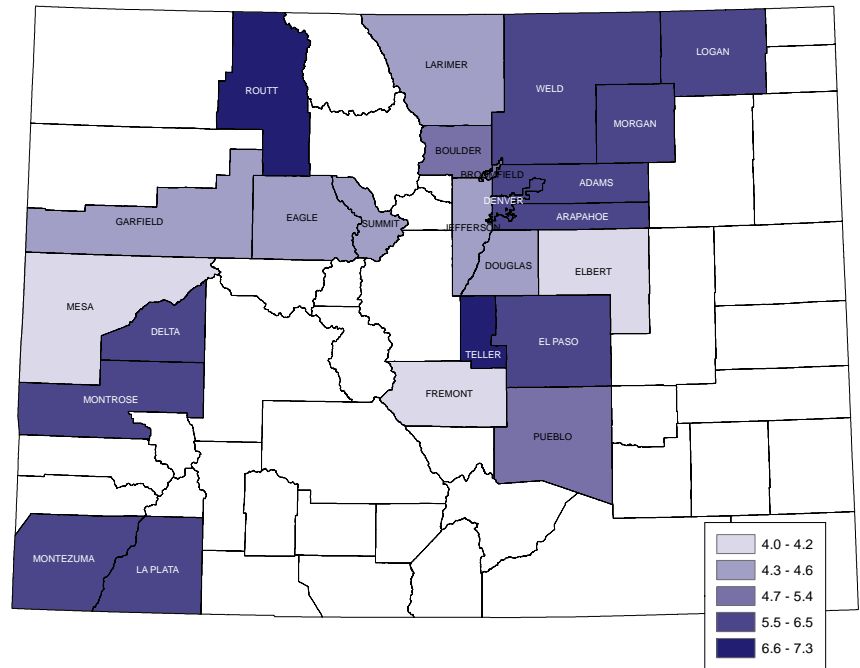 LOGAN
LARIMER
WELD
ROUTT
MORGAN
BOULDER
BROOMFIELD
ADAMS
DENVER
ARAPAHOE
GARFIELD
EAGLE
SUMMIT
JEFFERSON
DOUGLAS
ELBERT
MESA
DELTA
EL PASO
TELLER
FREMONT
MONTROSE
PUEBLO
MONTEZUMA
LA PLATA
4.0 - 4.2
4.3 - 4.6
4.7 - 5.4
5.5 - 6.5
6.6 - 7.3